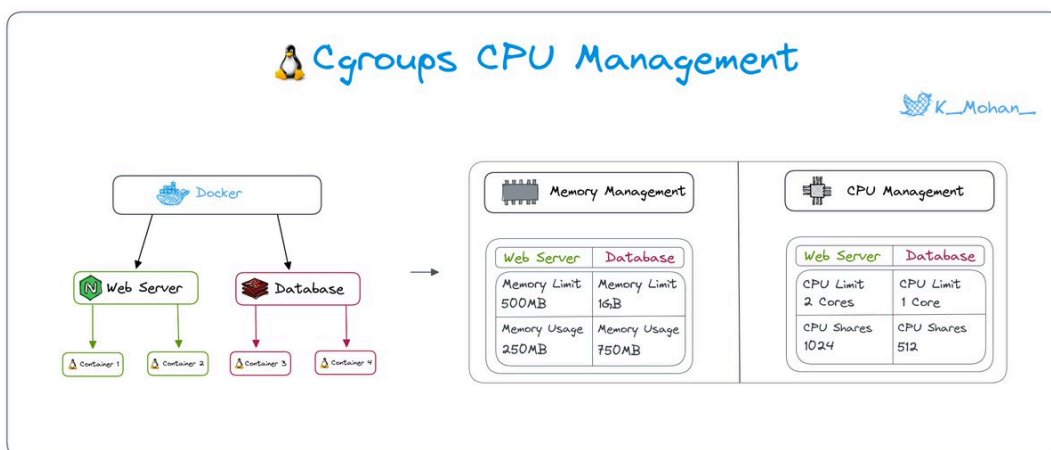 Cgroups CPU Management
K_Mohan_
Docker
Web Server
Database
Container 1
Container 2
Container 3
Container 4
Memory Management
Web Server Database
Memory Limit Memory Limit
500MB 1GB
Memory Usage Memory Usage
250MB 750MB
CPU Management
Web Server Database
CPU Limit CPU Limit
2 Cores 1 Core
CPU Shares CPU Shares
1024 512